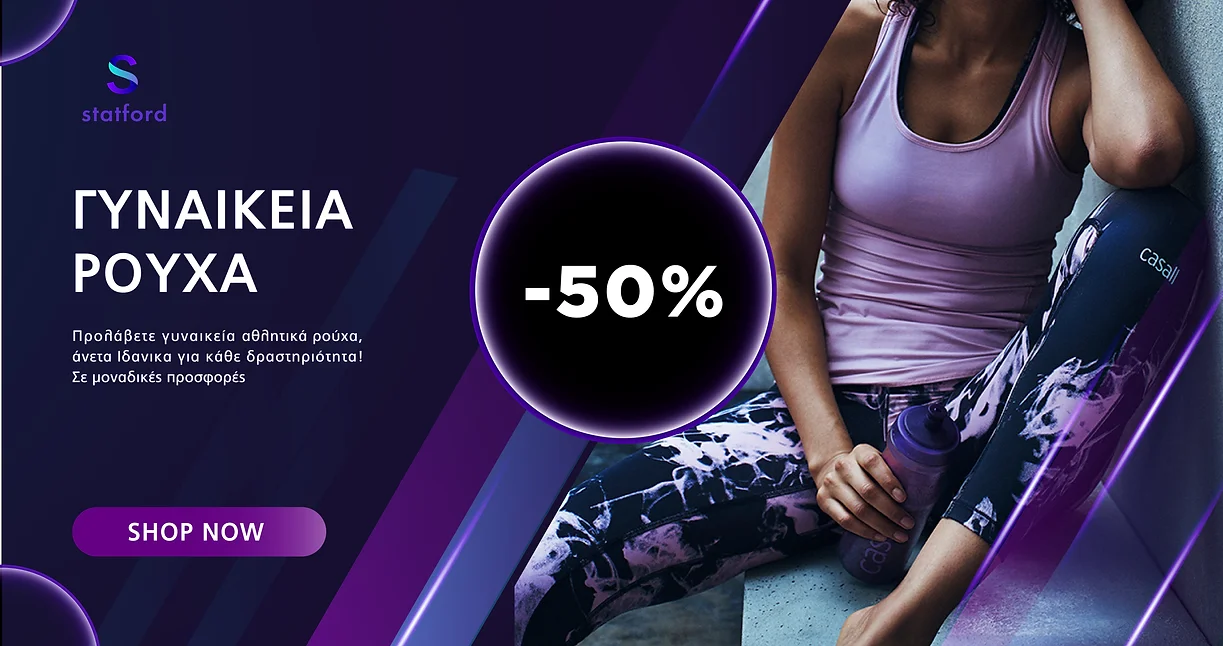 statford
ΓΥΝΑΙΚΕΙΑ
ΡΟΥΧΑ
Προλάβετε γυναικεία αθλητικά ρούχα,
άνετα Ιδανικα για κάθε δραστηριότητα!
Σε μοναδικές προσφορές
SHOP NOW
-50%
casall